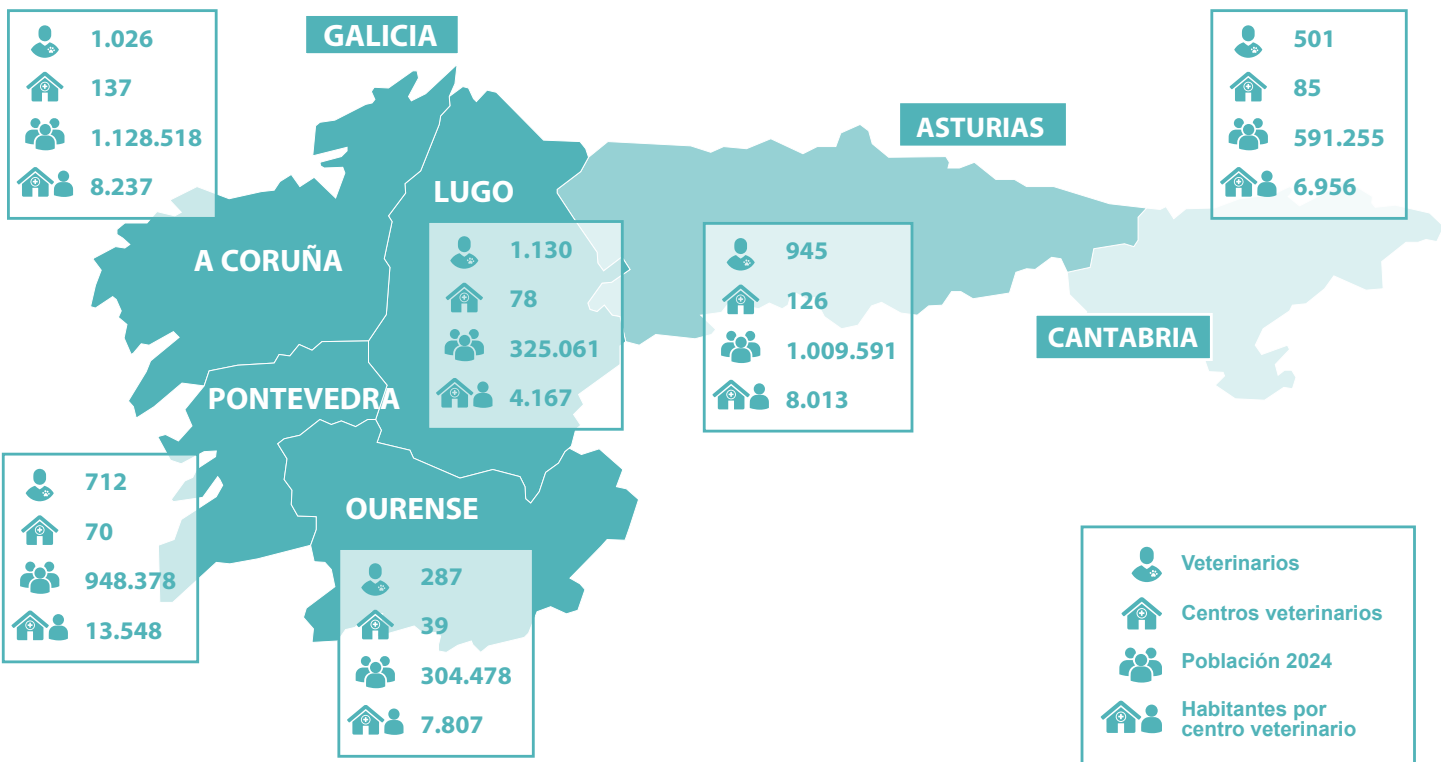 1.026
137
1.128.518
8.237
GALICIA
501
85
591.255
6.956
ASTURIAS
LUGO
1.130
78
325.061
4.167
A CORUÑA
945
126
1.009.591
8.013
CANTABRIA
PONTEVEDRA
712
70
948.378
13.548
OURENSE
287
39
304.478
7.807
Veterinarios
Centros veterinarios
Población 2024
Habitantes por
centro veterinario